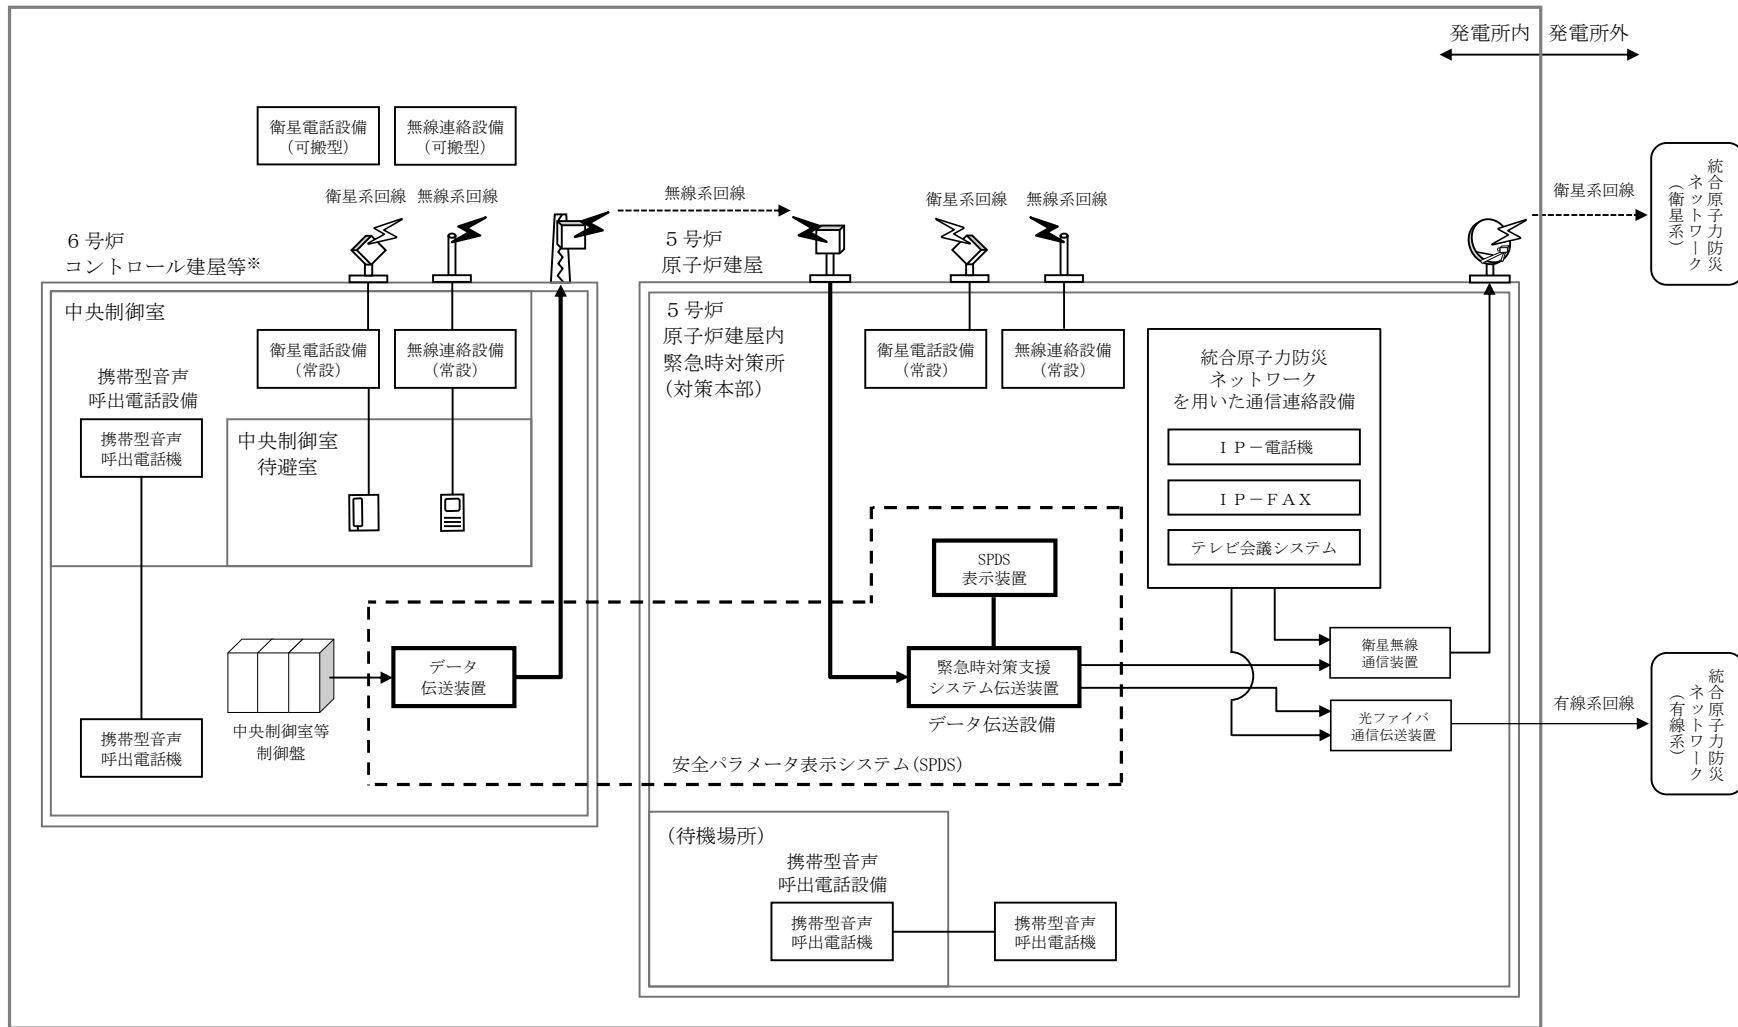 発電所内
発電所外
衛星電話設備
(可搬型)
無線連絡設備
(可搬型)
衛星系回線
無線系回線
無線系回線
衛星系回線
無線系回線
衛星系回線
統合原子力防災
ネットワーク
(衛星系)
6号炉
コントロール建屋等※
5号炉
原子炉建屋
中央制御室
衛星電話設備
(常設)
無線連絡設備
(常設)
携帯型音声
呼出電話設備
携帯型音声
呼出電話機
中央制御室
待避室
5号炉
原子炉建屋内
緊急時対策所
(対策本部)
衛星電話設備
(常設)
無線連絡設備
(常設)
統合原子力防災
ネットワーク
を用いた通信連絡設備
IP-電話機
IP-FAX
テレビ会議システム
SPDS
表示装置
データ
伝送装置
緊急時対策支援
システム伝送装置
データ伝送設備
衛星無線
通信装置
光ファイバ
通信伝送装置
有線系回線
統合原子力防災
ネットワーク
(有線系)
中央制御室等
制御盤
携帯型音声
呼出電話機
安全パラメータ表示システム(SPDS)
(待機場所)
携帯型音声
呼出電話設備
携帯型音声
呼出電話機
携帯型音声
呼出電話機